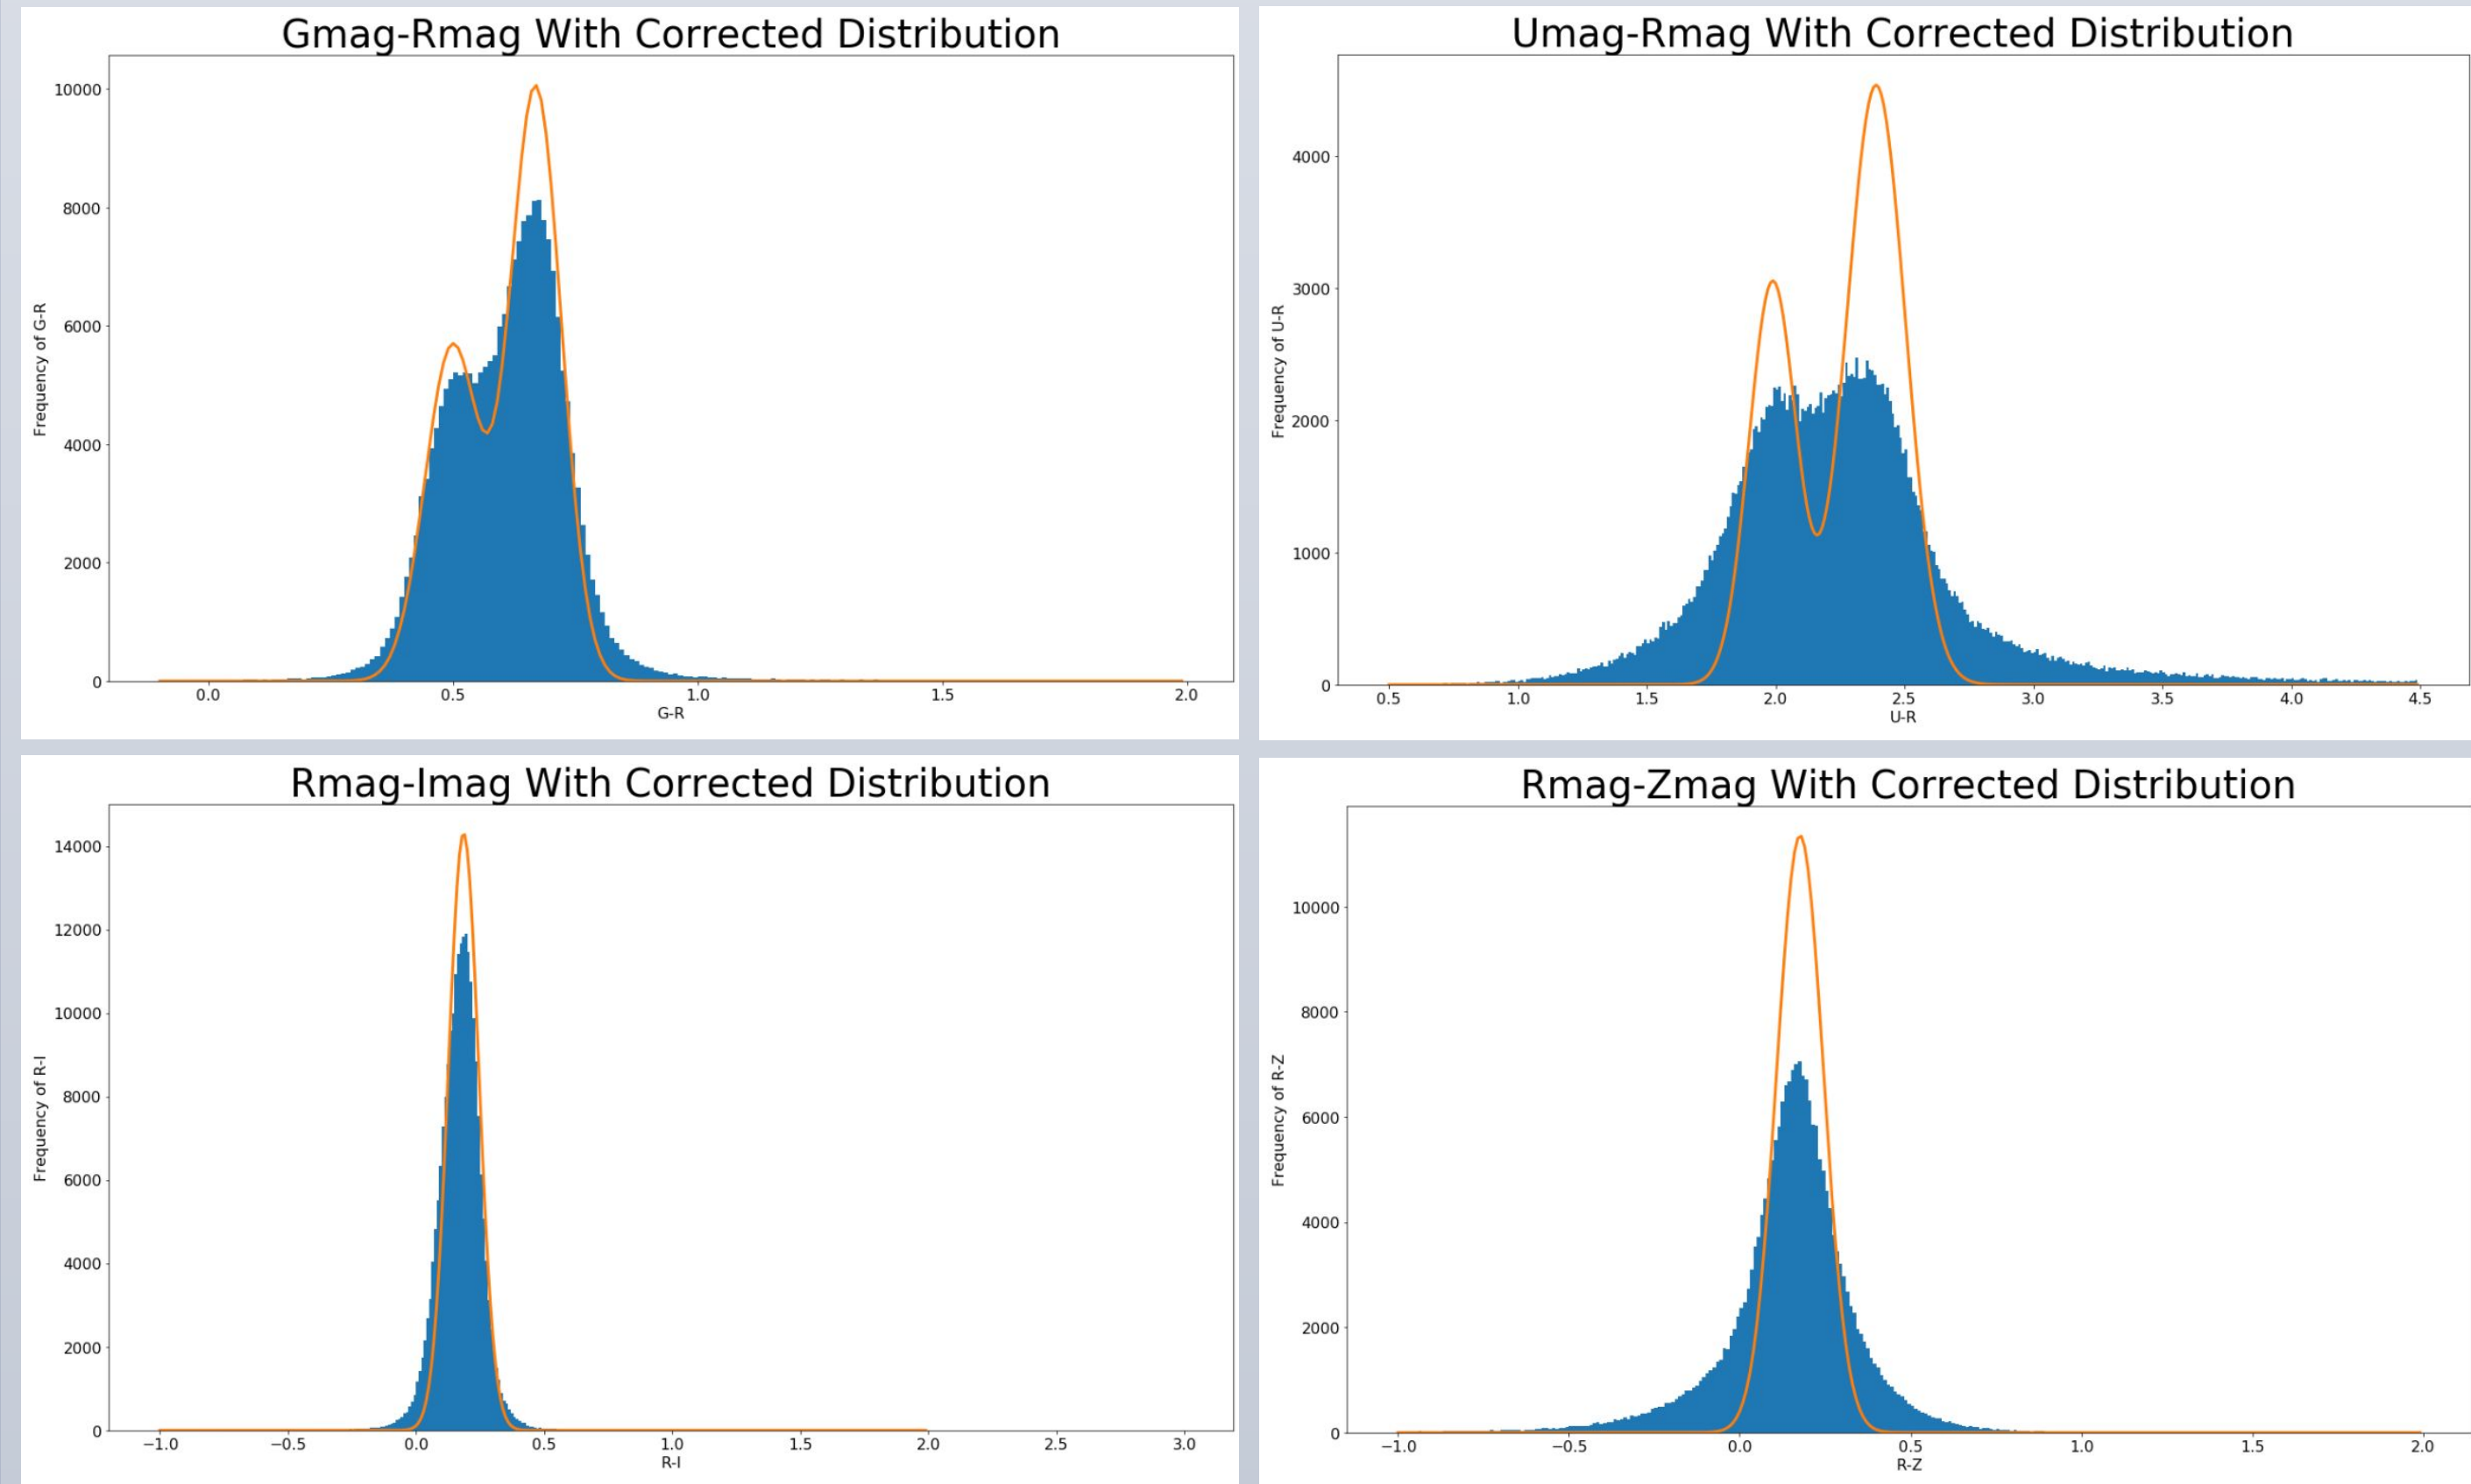 Gmag-Rmag With Corrected Distribution
10000
8000
6000
4000
2000
0
Frequency of G-R
0.0 0.5 1.0 1.5 2.0
G-R
Umag-Rmag With Corrected Distribution
4000
3000
2000
1000
0
Frequency of U-R
0.5 1.0 1.5 2.0 2.5 3.0 3.5 4.0 4.5
U-R
Rmag-Imag With Corrected Distribution
14000
12000
10000
8000
6000
4000
2000
0
Frequency of R-I
−1.0 −0.5 0.0 0.5 1.0 1.5 2.0 2.5 3.0
R-I
Rmag-Zmag With Corrected Distribution
10000
8000
6000
4000
2000
0
Frequency of R-Z
−1.0 −0.5 0.0 0.5 1.0 1.5 2.0
R-Z